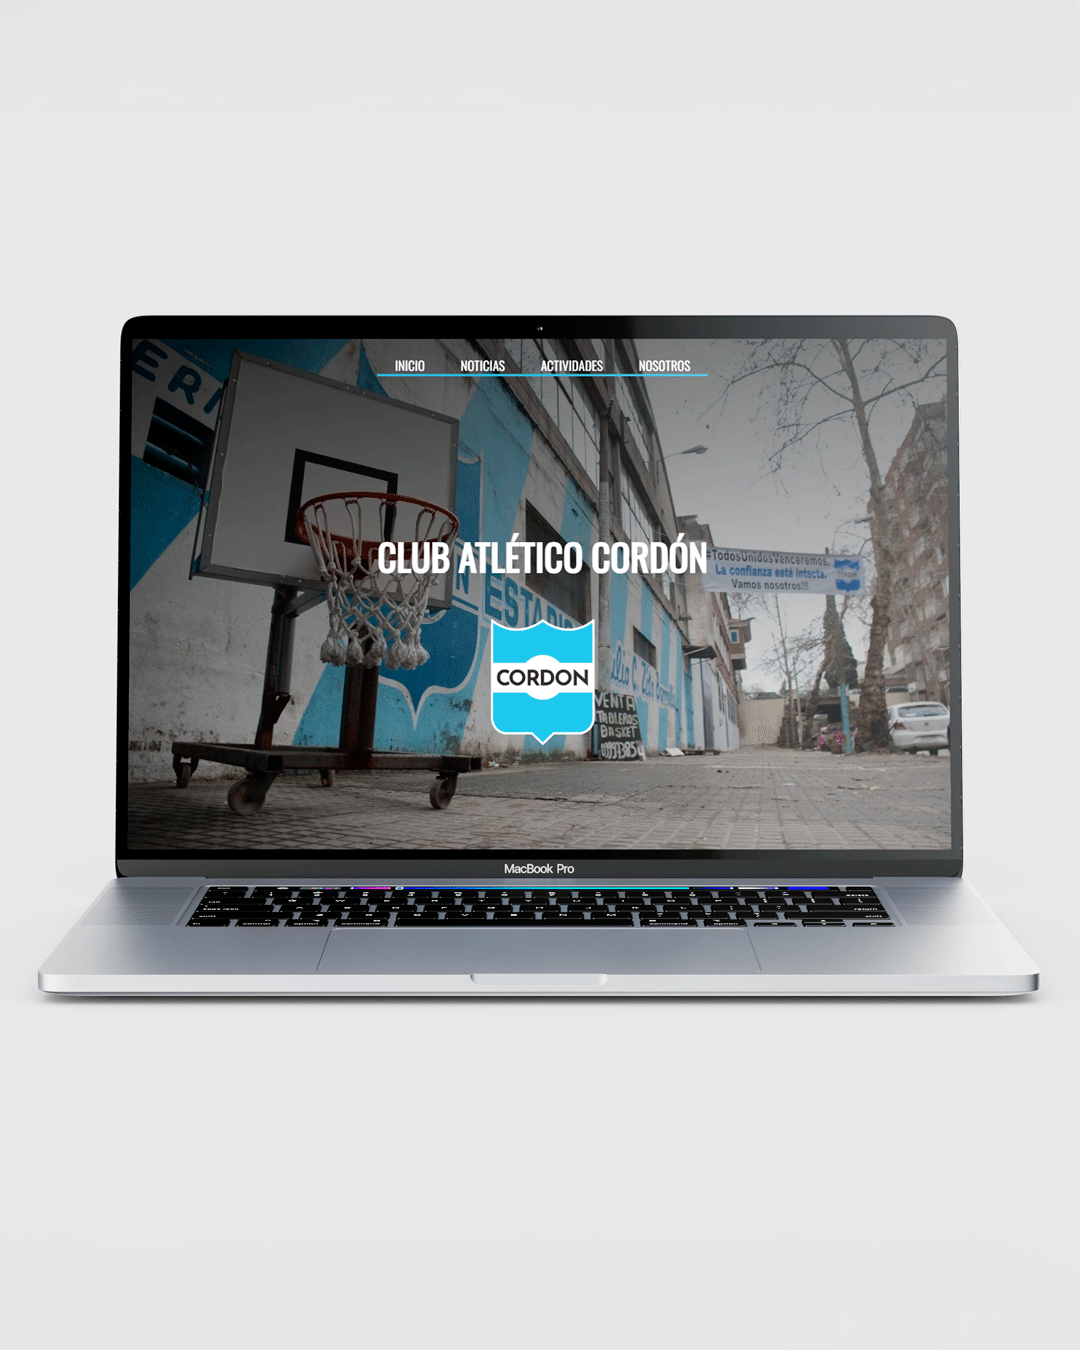 INICIO NOTICIAS ACTIVIDADES NOSOTROS
CLUB ATLÉTICO CORDÓN
#TodosUnidosVenceremos.
La confianza está intacta.
Vamos nosotros!!!
CORDON
CORDON
VENTA
TABLEROS
BASKET
MacBook Pro